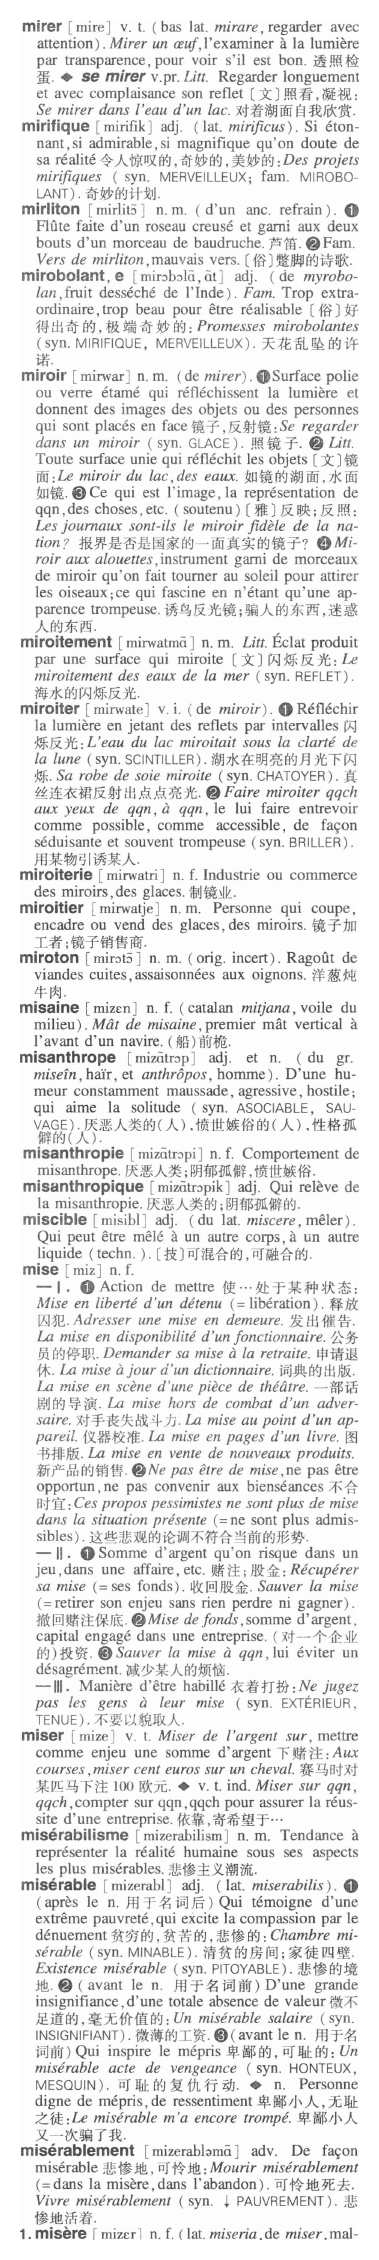 mirer [mire] v. t. (bas lat. mirare, regarder avec
attention). Mirer un œuf, l'examiner à la lumière
par transparence, pour voir s'il est bon. 透照检
蛋. ◆ se mirer v.pr. Litt. Regarder longuement
et avec complaisance son reflet〔文〕照看,凝视:
Se mirer dans l'eau d'un lac. 对着湖面自我欣赏.
mirifique [mirifik] adj. (lat. mirificus). Si éton-
nant, si admirable, si magnifique qu'on doute de
sa réalité 令人惊叹的,奇妙的,美妙的: Des projets
mirifiques (syn. MERVEILLEUX; fam. MIROBO-
LANT). 奇妙的计划.
mirliton [mirlitɔ̃] n. m. (d'un anc. refrain). ❶
Flûte faite d'un roseau creusé et garni aux deux
bouts d'un morceau de baudruche. 芦笛. ❷ Fam.
Vers de mirliton, mauvais vers.〔俗〕蹩脚的诗歌.
mirobolant, e [mirɔbɔlɑ̃, ɑ̃t] adj. (de myrobo-
lan, fruit desséché de l'Inde). Fam. Trop extra-
ordinaire, trop beau pour être réalisable〔俗〕好
得出奇的,极端奇妙的: Promesses mirobolantes
(syn. MIRIFIQUE, MERVEILLEUX). 天花乱坠的许
诺.
miroir [mirwar] n. m. (de mirer). ❶ Surface polie
ou verre étamé qui réfléchissent la lumière et
donnent des images des objets ou des personnes
qui sont placés en face 镜子,反射镜: Se regarder
dans un miroir (syn. GLACE). 照镜子. ❷ Litt.
Toute surface unie qui réfléchit les objets〔文〕镜
面: Le miroir du lac, des eaux. 如镜的湖面,水面
如镜. ❸ Ce qui est l'image, la représentation de
qqn, des choses, etc. (soutenu)〔雅〕反映;反照:
Les journaux sont-ils le miroir fidèle de la na-
tion? 报界是否是国家的一面真实的镜子? ❹ Mi-
roir aux alouettes, instrument garni de morceaux
de miroir qu'on fait tourner au soleil pour attirer
les oiseaux; ce qui fascine en n'étant qu'une ap-
parence trompeuse. 诱鸟反光镜;骗人的东西,迷惑
人的东西.
miroitement [mirwatmɑ̃] n. m. Litt. Éclat produit
par une surface qui miroite〔文〕闪烁反光: Le
miroitement des eaux de la mer (syn. REFLET).
海水的闪烁反光.
miroiter [mirwate] v. i. (de miroir). ❶ Réfléchir
la lumière en jetant des reflets par intervalles 闪
烁反光: L'eau du lac miroitait sous la clarté de
la lune (syn. SCINTILLER). 湖水在明亮的月光下闪
烁. Sa robe de soie miroite (syn. CHATOYER). 真
丝连衣裙反射出点点亮光. ❷ Faire miroiter qqch
aux yeux de qqn, à qqn, le lui faire entrevoir
comme possible, comme accessible, de façon
séduisante et souvent trompeuse (syn. BRILLER).
用某物引诱某人.
miroiterie [mirwatri] n. f. Industrie ou commerce
des miroirs, des glaces. 制镜业.
miroitier [mirwatje] n. m. Personne qui coupe,
encadre ou vend des glaces, des miroirs. 镜子加
工者;镜子销售商.
miroton [mirɔtɔ̃] n. m. (orig. incert). Ragoût de
viandes cuites, assaisonnées aux oignons. 洋葱炖
牛肉.
misaine [mizɛn] n. f. (catalan mitjana, voile du
milieu). Mât de misaine, premier mât vertical à
l'avant d'un navire. (船)前桅.
misanthrope [mizɑ̃trɔp] adj. et n. (du gr.
miseîn, haïr, et anthrôpos, homme). D'une hu-
meur constamment maussade, agressive, hostile;
qui aime la solitude (syn. ASOCIABLE, SAU-
VAGE). 厌恶人类的(人),愤世嫉俗的(人),性格孤
僻的(人).
misanthropie [mizɑ̃trɔpi] n. f. Comportement de
misanthrope. 厌恶人类;阴郁孤僻,愤世嫉俗.
misanthropique [mizɑ̃trɔpik] adj. Qui relève de
la misanthropie. 厌恶人类的;阴郁孤僻的.
miscible [misibl] adj. (du lat. miscere, mêler).
Qui peut être mêlé à un autre corps, à un autre
liquide (techn.).〔技〕可混合的,可融合的.
mise [miz] n. f.
—Ⅰ. ❶ Action de mettre 使…处于某种状态:
Mise en liberté d'un détenu (= libération). 释放
囚犯. Adresser une mise en demeure. 发出催告.
La mise en disponibilité d'un fonctionnaire. 公务
员的停职. Demander sa mise à la retraite. 申请退
休. La mise à jour d'un dictionnaire. 词典的出版.
La mise en scène d'une pièce de théâtre. 一部话
剧的导演. La mise hors de combat d'un adver-
saire. 对手丧失战斗力. La mise au point d'un ap-
pareil. 仪器校准. La mise en pages d'un livre. 图
书排版. La mise en vente de nouveaux produits.
新产品的销售. ❷ Ne pas être de mise, ne pas être
opportun, ne pas convenir aux bienséances 不合
时宜: Ces propos pessimistes ne sont plus de mise
dans la situation présente (= ne sont plus admis-
sibles). 这些悲观的论调不符合当前的形势.
—Ⅱ. ❶ Somme d'argent qu'on risque dans un
jeu, dans une affaire, etc. 赌注;股金: Récupérer
sa mise (= ses fonds). 收回股金. Sauver la mise
(= retirer son enjeu sans rien perdre ni gagner).
撤回赌注保底. ❷ Mise de fonds, somme d'argent,
capital engagé dans une entreprise. (对一个企业
的)投资. ❸ Sauver la mise à qqn, lui éviter un
désagrément. 减少某人的烦恼.
—Ⅲ. Manière d'être habillé 衣着打扮: Ne jugez
pas les gens à leur mise (syn. EXTÉRIEUR,
TENUE). 不要以貌取人.
miser [mize] v. t. Miser de l'argent sur, mettre
comme enjeu une somme d'argent 下赌注: Aux
courses, miser cent euros sur un cheval. 赛马时对
某匹马下注 100 欧元. ◆ v. t. ind. Miser sur qqn,
qqch, compter sur qqn, qqch pour assurer la réus-
site d'une entreprise. 依靠,寄希望于…
misérabilisme [mizerabilism] n. m. Tendance à
représenter la réalité humaine sous ses aspects
les plus misérables. 悲惨主义潮流.
misérable [mizerabl] adj. (lat. miserabilis). ❶
(après le n. 用于名词后) Qui témoigne d'une
extrême pauvreté, qui excite la compassion par le
dénuement 贫穷的,贫苦的,悲惨的: Chambre mi-
sérable (syn. MINABLE). 清贫的房间;家徒四壁.
Existence misérable (syn. PITOYABLE). 悲惨的境
地. ❷ (avant le n. 用于名词前) D'une grande
insignifiance, d'une totale absence de valeur 微不
足道的,毫无价值的: Un misérable salaire (syn.
INSIGNIFIANT). 微薄的工资. ❸ (avant le n. 用于名
词前) Qui inspire le mépris 卑鄙的,可耻的: Un
misérable acte de vengeance (syn. HONTEUX,
MESQUIN). 可耻的复仇行动. ◆ n. Personne
digne de mépris, de ressentiment 卑鄙小人,无耻
之徒: Le misérable m'a encore trompé. 卑鄙小人
又一次骗了我.
misérablement [mizerabləmɑ̃] adv. De façon
misérable 悲惨地,可怜地: Mourir misérablement
(= dans la misère, dans l'abandon). 可怜地死去.
Vivre misérablement (syn. ↓ PAUVREMENT). 悲
惨地活着.
1. misère [mizɛr] n. f. (lat. miseria, de miser, mal-